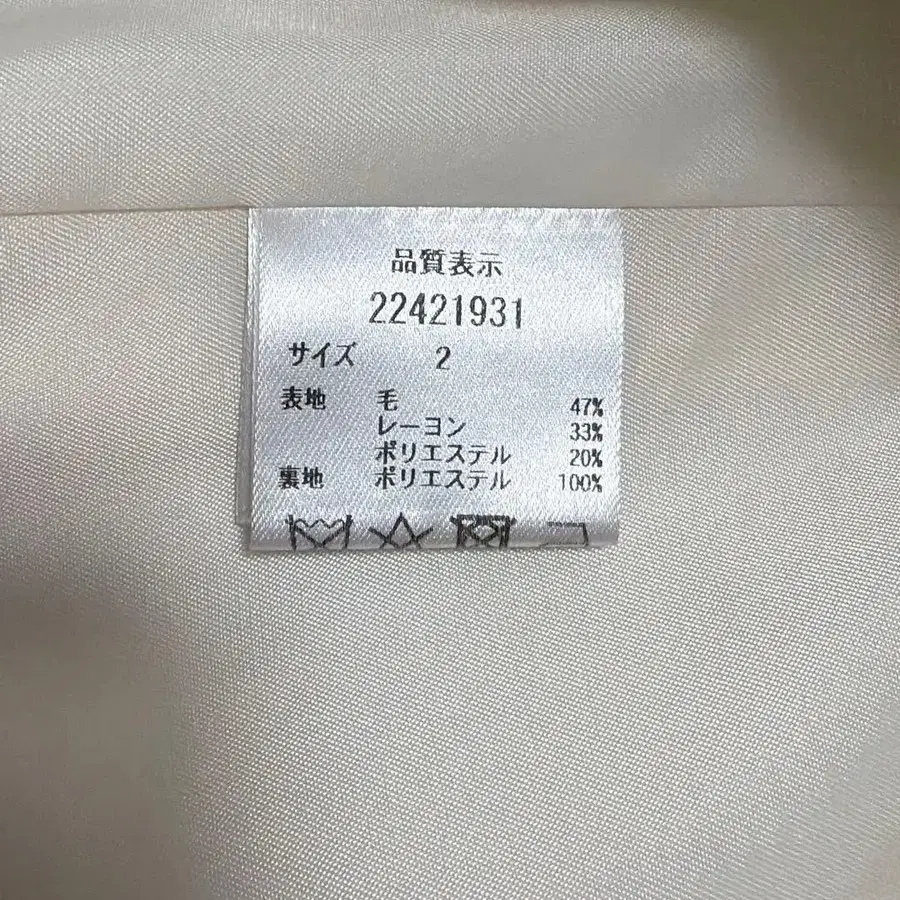 品質表示
22421931
サイズ 2
表地 毛 47%
レーヨン 33%
ポリエステル 20%
裏地 ポリエステル 100%